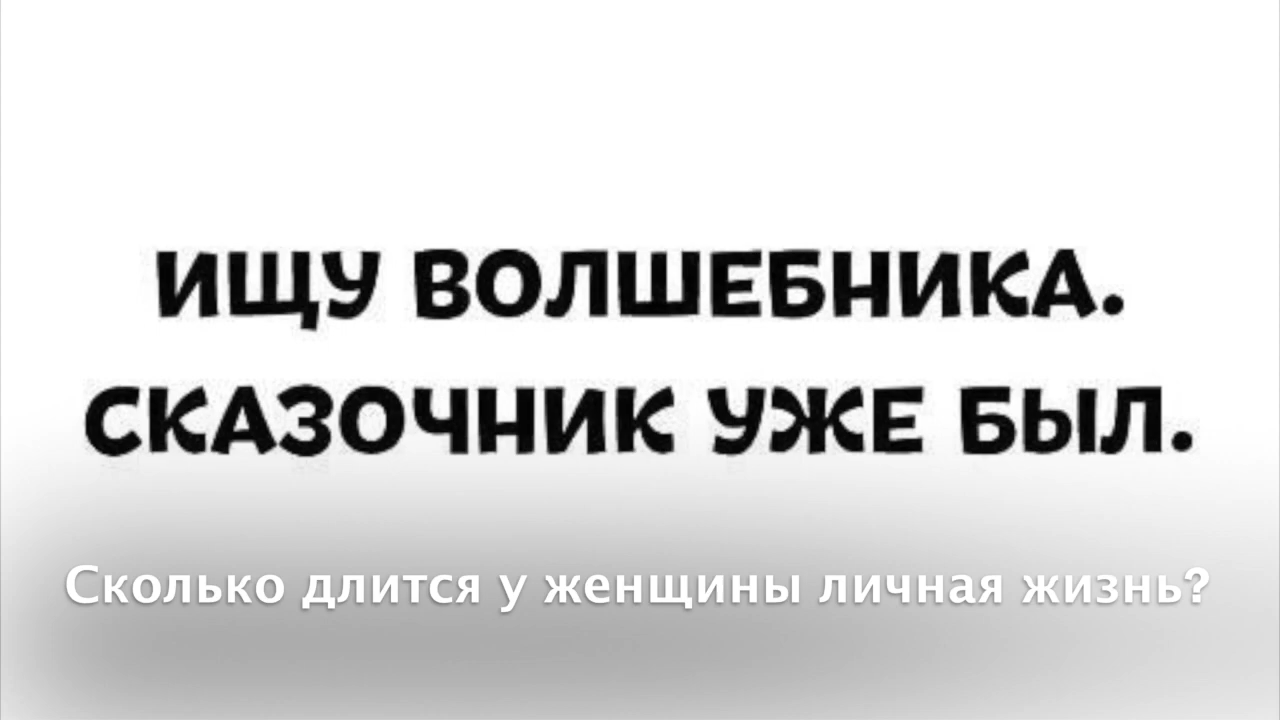 ИЩУ ВОЛШЕБНИКА.
СКАЗОЧНИК УЖЕ БЫЛ.
Сколько длится у женщины личная жизнь?